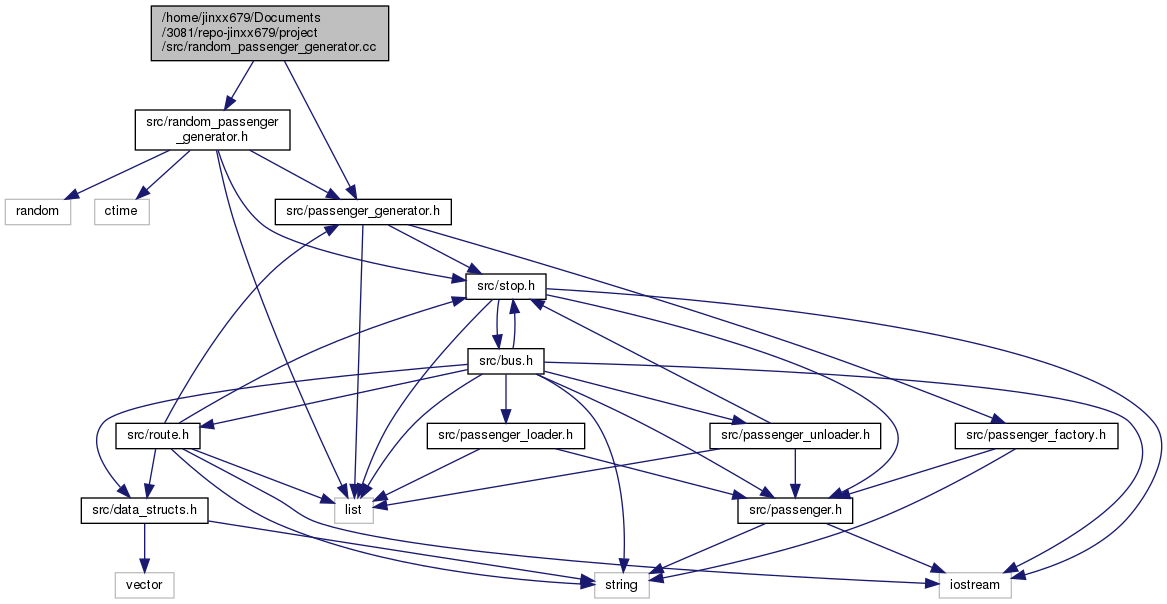 /home/jinxx679/Documents
/3081/repo-jinxx679/project
/src/random_passenger_generator.cc
src/random_passenger
_generator.h
random
ctime
src/passenger_generator.h
src/stop.h
src/bus.h
src/route.h
src/passenger_loader.h
src/passenger_unloader.h
src/passenger_factory.h
src/data_structs.h
list
src/passenger.h
vector
string
iostream